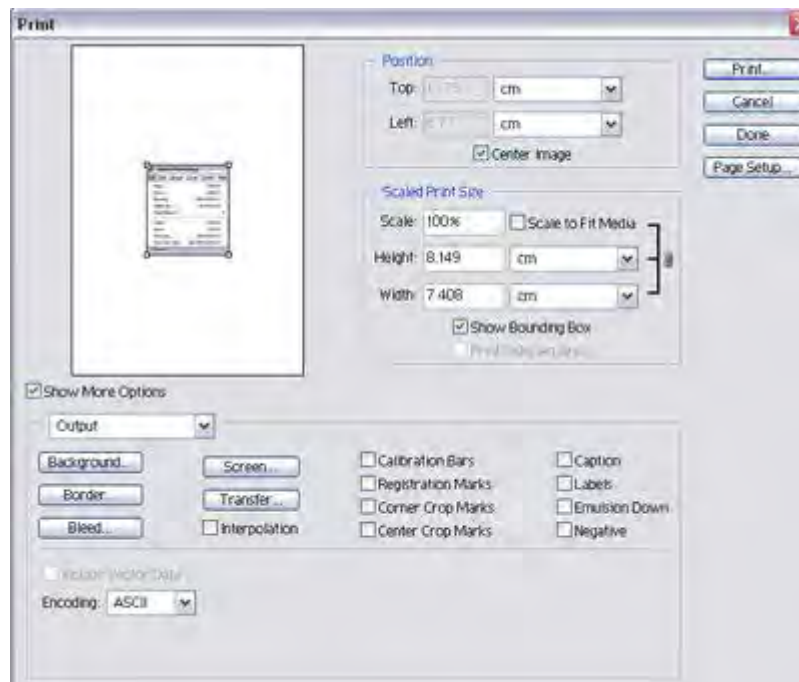 Print
Position
Top: cm
Left: cm
Center Image
Print...
Cancel
Done
Page Setup...
Scaled Print Size
Scale: 100% Scale to Fit Media
Height: 8.149 cm
Width: 7.408 cm
Show Bounding Box
Show More Options
Output
Background... Screen... Calibration Bars Caption
Border... Transfer... Registration Marks Labels
Bleed... Interpolation Corner Crop Marks Emulsion Down
Center Crop Marks Negative
Include Vector Data
Encoding: ASCII